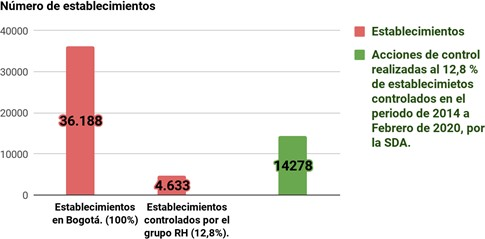 Número de establecimientos
40000
30000
20000
10000
0
36.188
4.633
14278
Establecimientos
en Bogotá. (100%)
Establecimientos
controlados por el
grupo RH (12,8%).
Establecimientos
Acciones de control
realizadas al 12,8 %
de establecimietos
controlados en el
periodo de 2014 a
Febrero de 2020, por
la SDA.